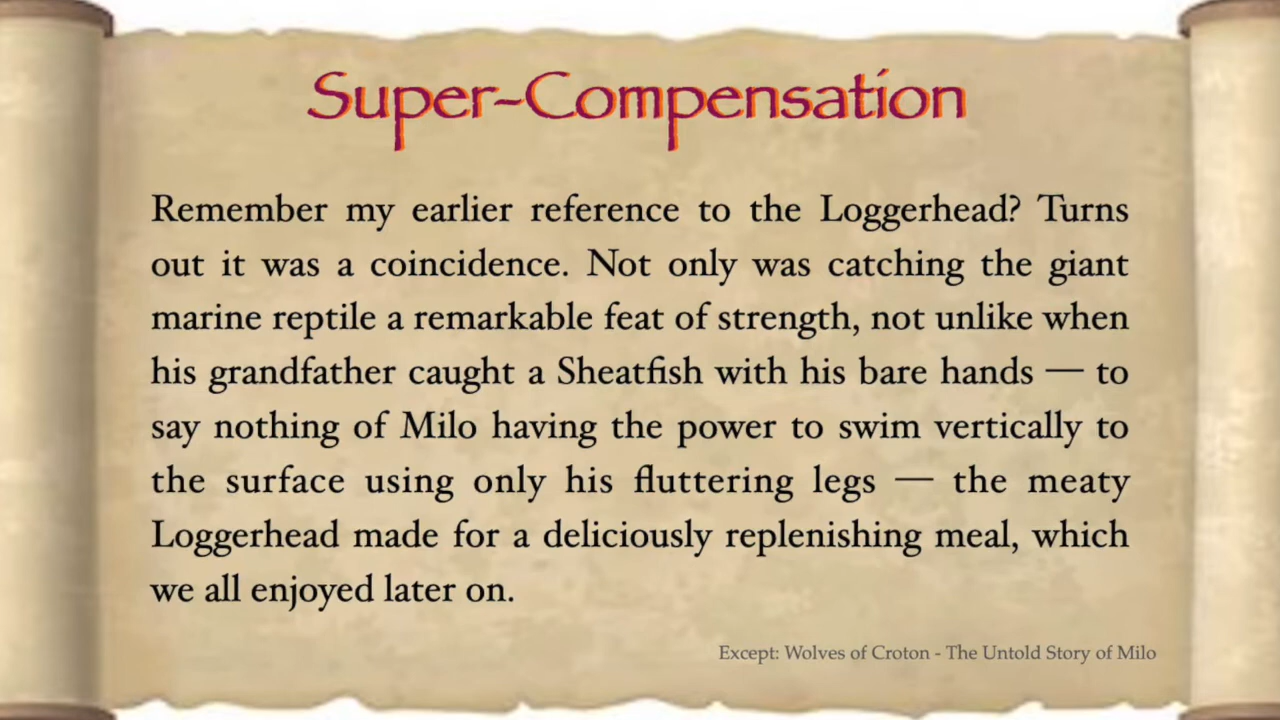 Super-Compensation
Remember my earlier reference to the Loggerhead? Turns
out it was a coincidence. Not only was catching the giant
marine reptile a remarkable feat of strength, not unlike when
his grandfather caught a Sheatfish with his bare hands — to
say nothing of Milo having the power to swim vertically to
the surface using only his fluttering legs — the meaty
Loggerhead made for a deliciously replenishing meal, which
we all enjoyed later on.
Except: Wolves of Croton - The Untold Story of Milo